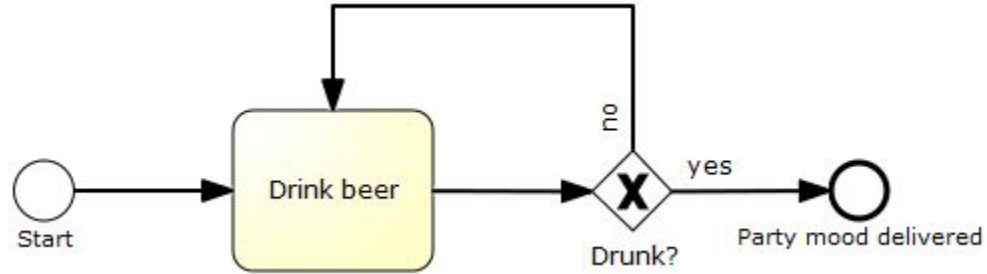 Start
Drink beer
no
Drunk?
yes
Party mood delivered